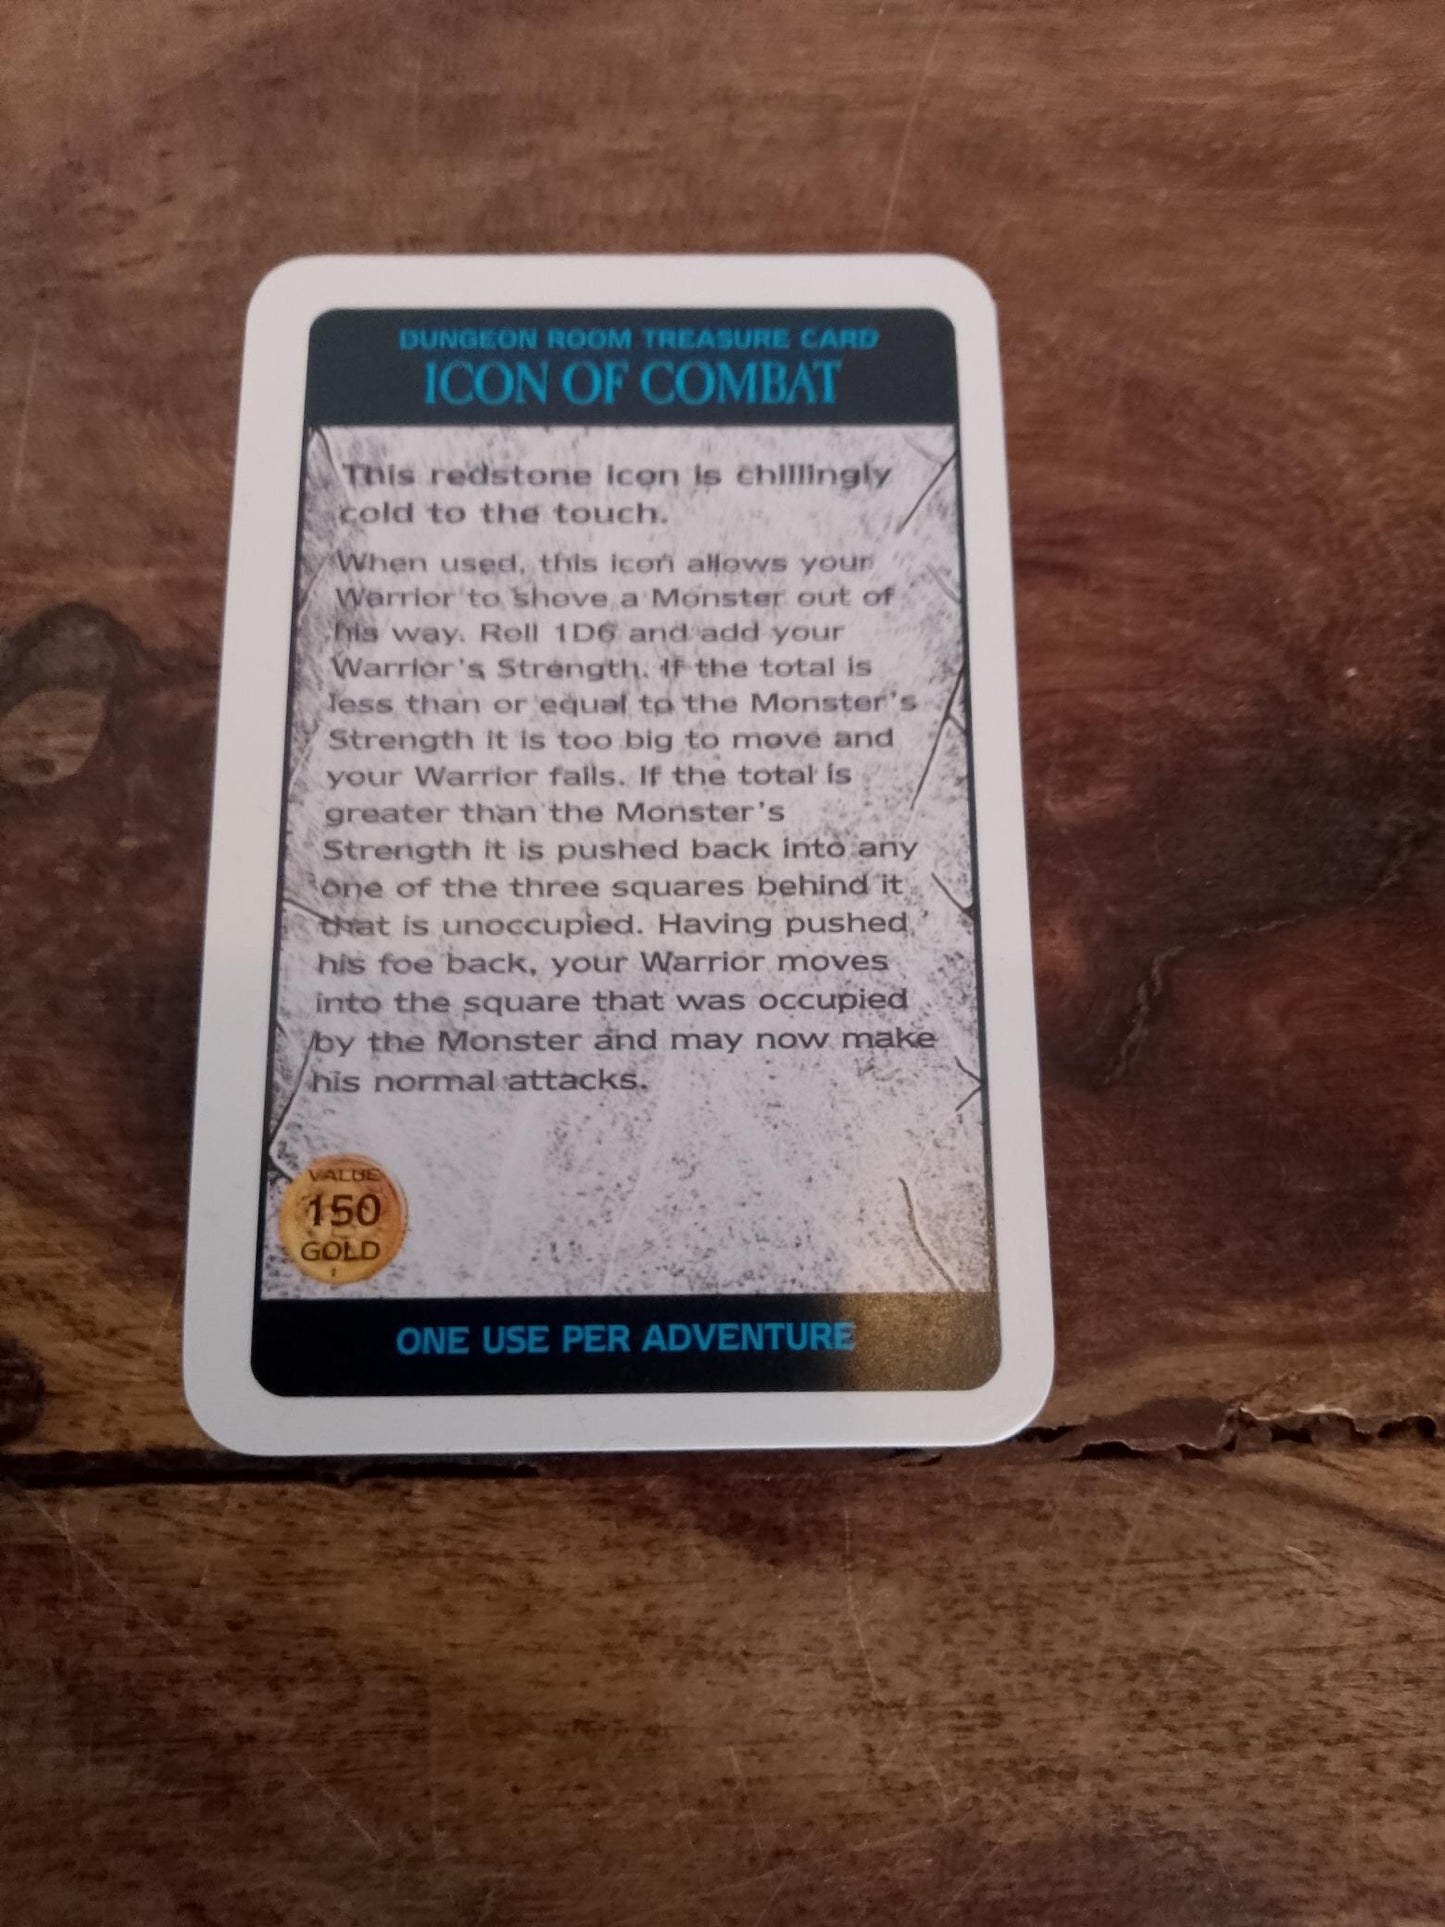 DUNGEON ROOM TREASURE CARD
ICON OF COMBAT
This redstone icon is chillingly
cold to the touch.
When used, this icon allows your
Warrior to shove a Monster out of
his way. Roll 1D6 and add your
Warrior's Strength. If the total is
less than or equal to the Monster's
Strength it is too big to move and
your Warrior fails. If the total is
greater than the Monster's
Strength it is pushed back into any
one of the three squares behind it
that is unoccupied. Having pushed
his foe back, your Warrior moves
into the square that was occupied
by the Monster and may now make
his normal attacks.
VALUE
150
GOLD
ONE USE PER ADVENTURE